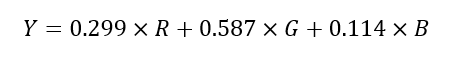 Y = 0.299 × R + 0.587 × G + 0.114 × B